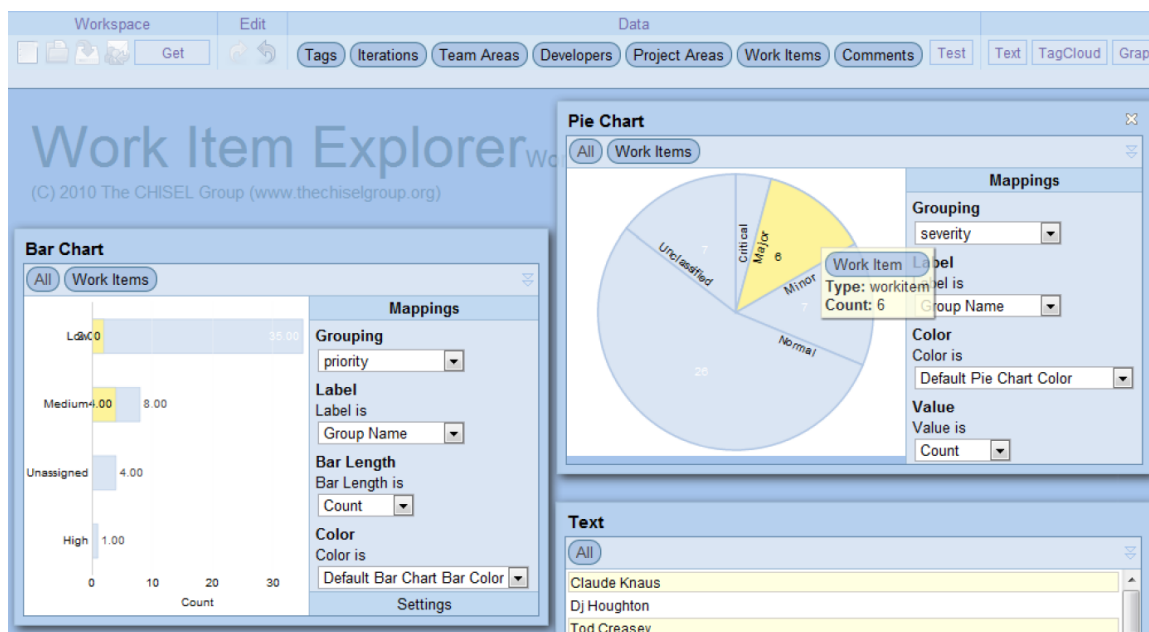 Workspace Edit Data
Get Tags Iterations Team Areas Developers Project Areas Work Items Comments Test Text TagCloud Grap
Work Item Explorer
(C) 2010 The CHISEL Group (www.thechiselgroup.org)
Bar Chart
All Work Items
Mappings
Grouping
priority
Label
Label is
Group Name
Bar Length
Bar Length is
Count
Color
Color is
Default Bar Chart Bar Color
Settings
35.00
Medium 4.00 8.00
Unassigned 4.00
High 1.00
0 10 20 30
Count
Pie Chart
All Work Items
Critical
Major
6
Minor
7
Normal
26
Unclassified
7
Work Item
Type: workitem
Count: 6
Mappings
Grouping
severity
Group Name
Color
Color is
Default Pie Chart Color
Value
Value is
Count
Text
All
Claude Knaus
Dj Houghton
Tod Creasey